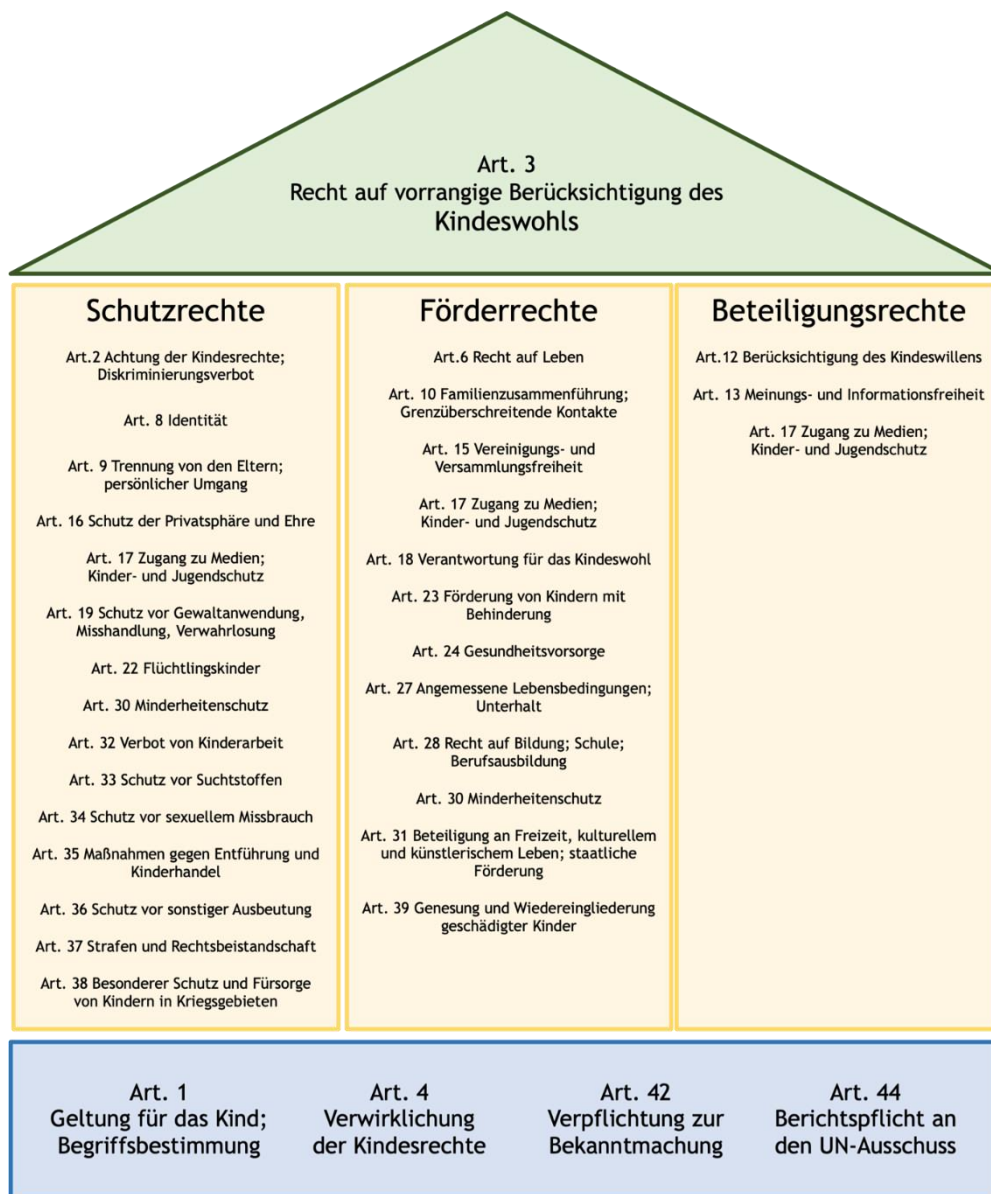 Art. 3
Recht auf vorrangige Berücksichtigung des
Kindeswohls
Schutzrechte
Art.2 Achtung der Kindesrechte;
Diskriminierungsverbot
Art. 8 Identität
Art. 9 Trennung von den Eltern;
persönlicher Umgang
Art. 16 Schutz der Privatsphäre und Ehre
Art. 17 Zugang zu Medien;
Kinder- und Jugendschutz
Art. 19 Schutz vor Gewaltanwendung,
Misshandlung, Verwahrlosung
Art. 22 Flüchtlingskinder
Art. 30 Minderheitenschutz
Art. 32 Verbot von Kinderarbeit
Art. 33 Schutz vor Suchtstoffen
Art. 34 Schutz vor sexuellem Missbrauch
Art. 35 Maßnahmen gegen Entführung und
Kinderhandel
Art. 36 Schutz vor sonstiger Ausbeutung
Art. 37 Strafen und Rechtsbeistandschaft
Art. 38 Besonderer Schutz und Fürsorge
von Kindern in Kriegsgebieten
Förderrechte
Art.6 Recht auf Leben
Art. 10 Familienzusammenführung;
Grenzüberschreitende Kontakte
Art. 15 Vereinigungs- und
Versammlungsfreiheit
Art. 17 Zugang zu Medien;
Kinder- und Jugendschutz
Art. 18 Verantwortung für das Kindeswohl
Art. 23 Förderung von Kindern mit
Behinderung
Art. 24 Gesundheitsvorsorge
Art. 27 Angemessene Lebensbedingungen;
Unterhalt
Art. 28 Recht auf Bildung; Schule;
Berufsausbildung
Art. 30 Minderheitenschutz
Art. 31 Beteiligung an Freizeit, kulturellem
und künstlerischem Leben; staatliche
Förderung
Art. 39 Genesung und Wiedereingliederung
geschädigter Kinder
Beteiligungsrechte
Art.12 Berücksichtigung des Kindeswillens
Art. 13 Meinungs- und Informationsfreiheit
Art. 17 Zugang zu Medien;
Kinder- und Jugendschutz
Art. 1
Geltung für das Kind;
Begriffsbestimmung
Art. 4
Verwirklichung
der Kindesrechte
Art. 42
Verpflichtung zur
Bekanntmachung
Art. 44
Berichtspflicht an
den UN-Ausschuss